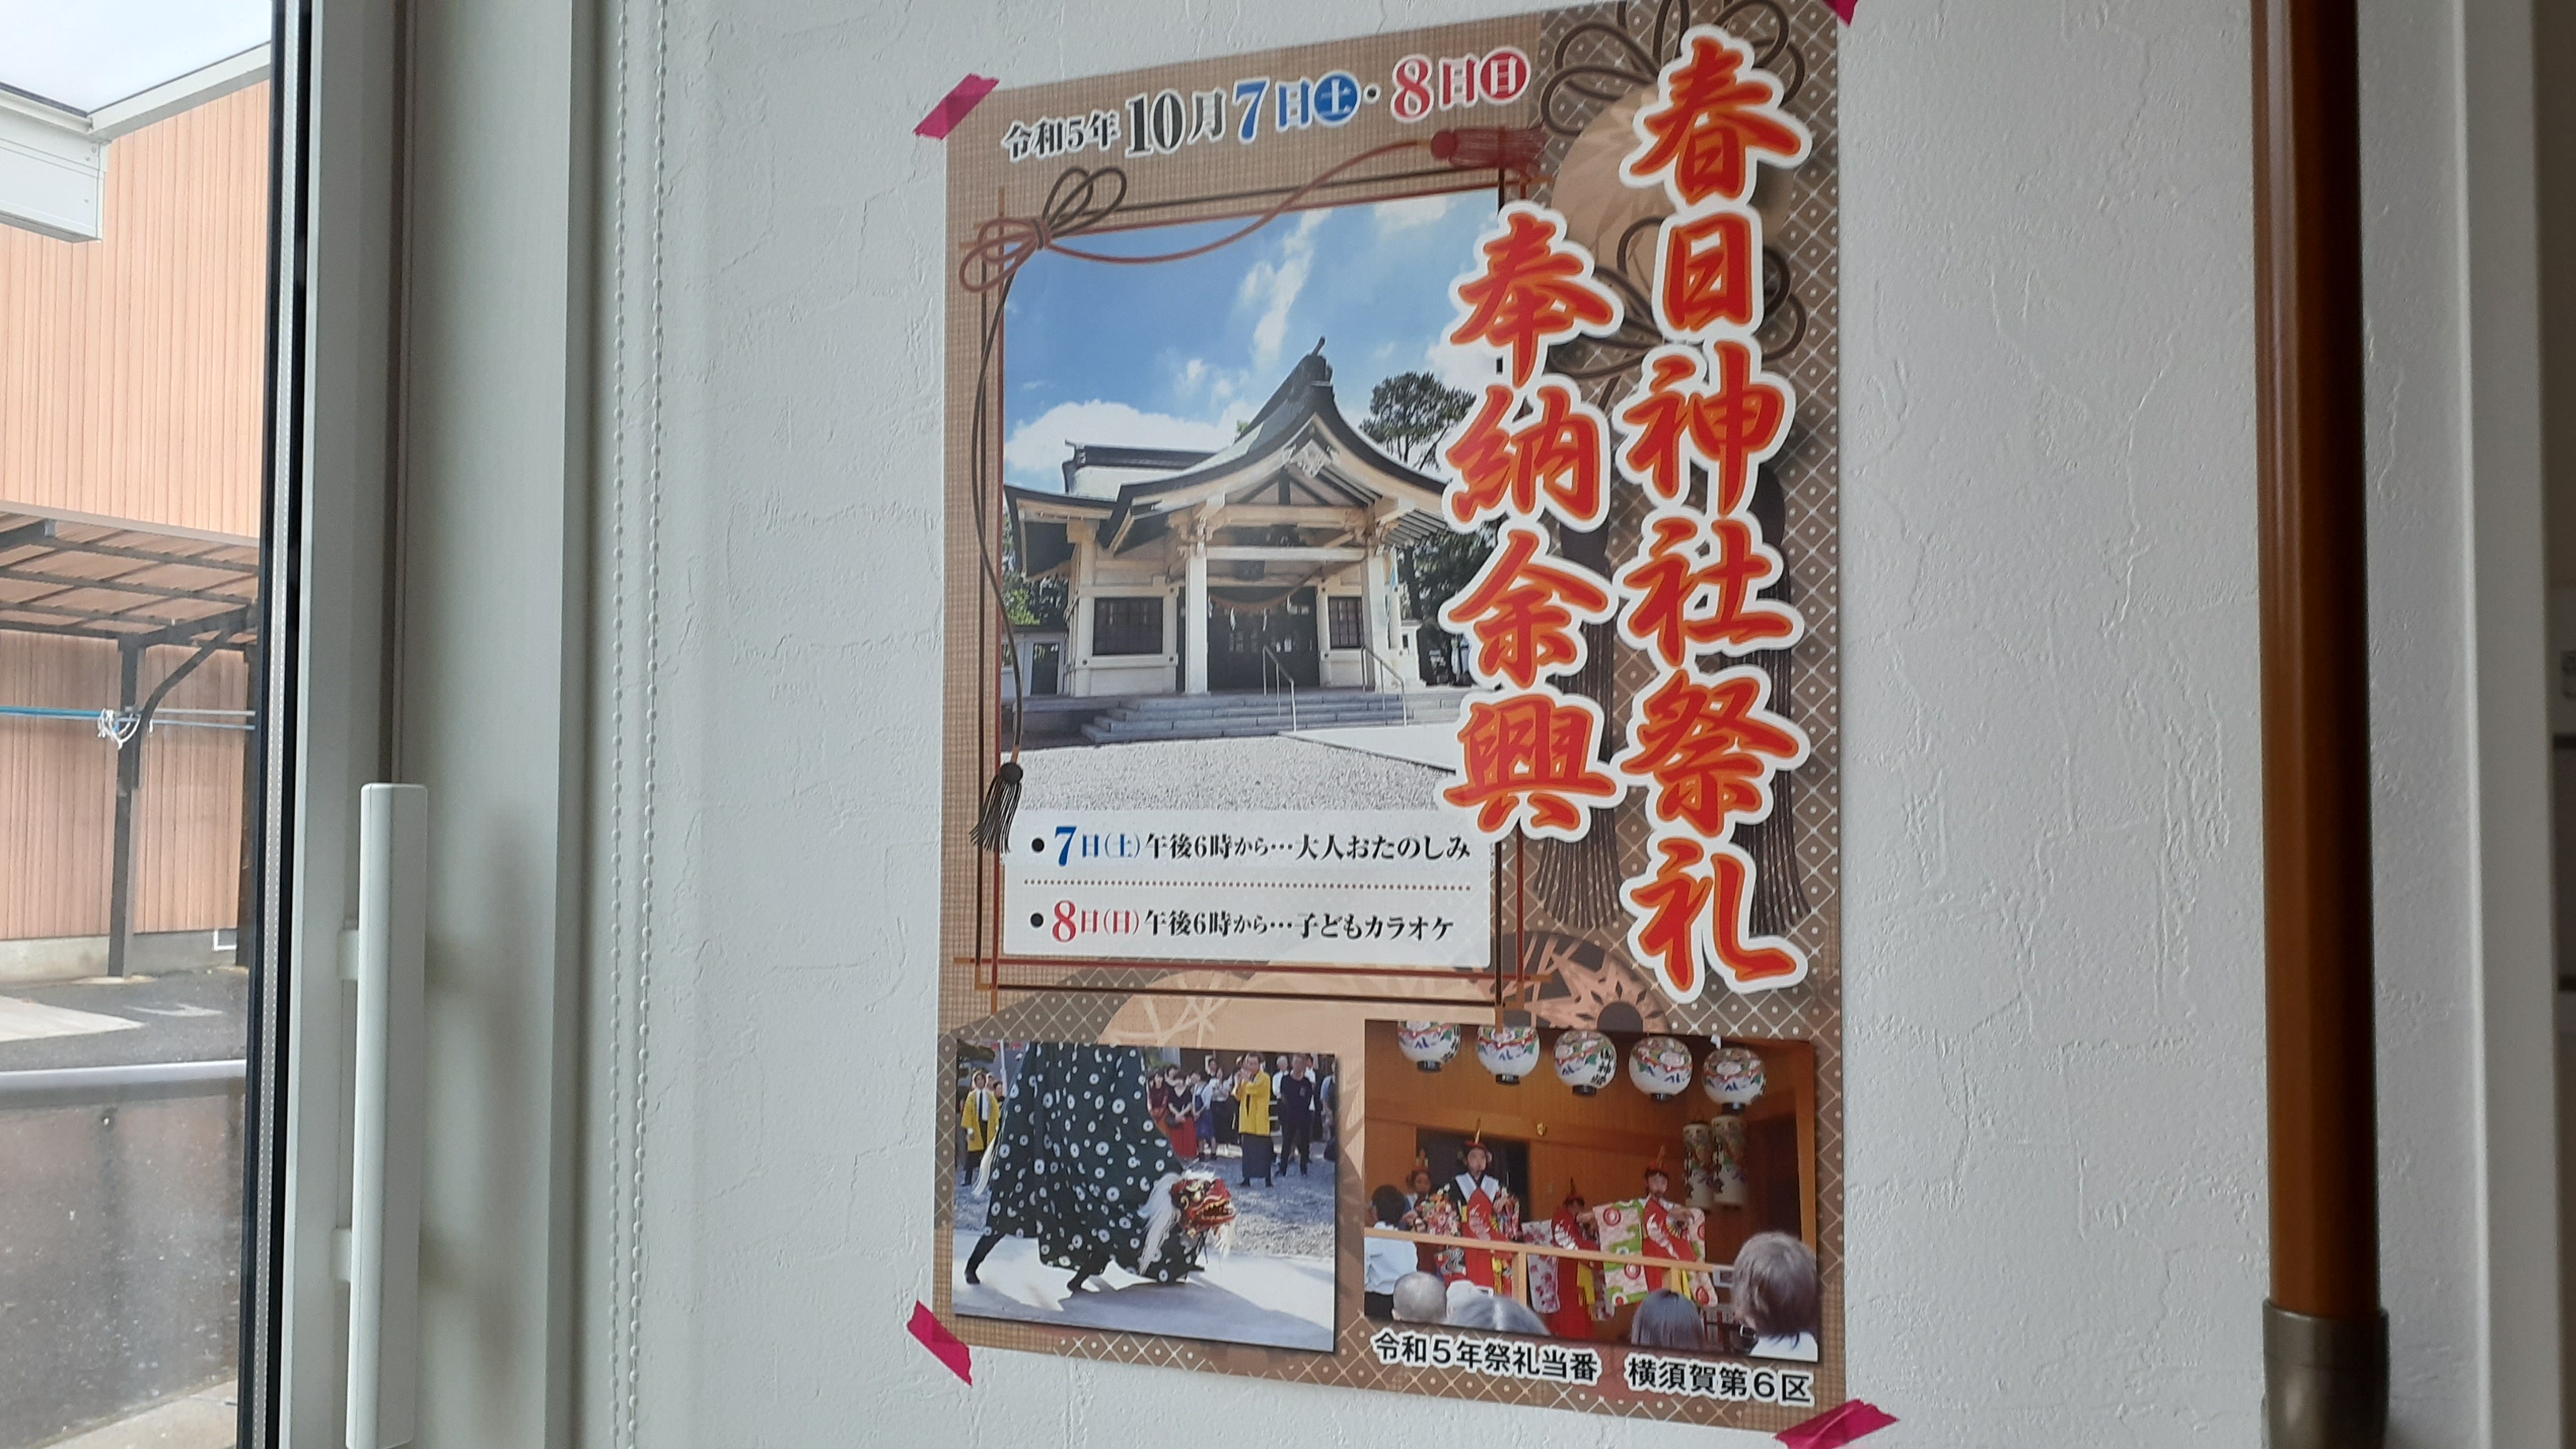 春日神社祭礼
奉納余興
令和5年10月7日土・8日日
●7日(土)午後6時から…大人おたのしみ
●8日(日)午後6時から…子どもカラオケ
令和5年祭礼当番 横須賀第6区